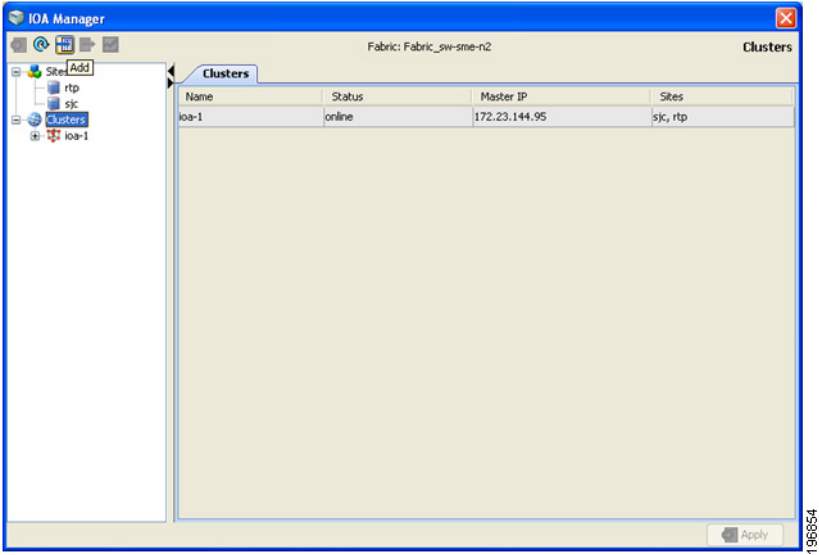 IOA Manager
Fabric: Fabric_sw-sme-n2
Clusters
Add
Sites
rtp
sjc
Clusters
ioa-1
Clusters
Name Status Master IP Sites
ioa-1 online 172.23.144.95 sjc, rtp
Apply
196854